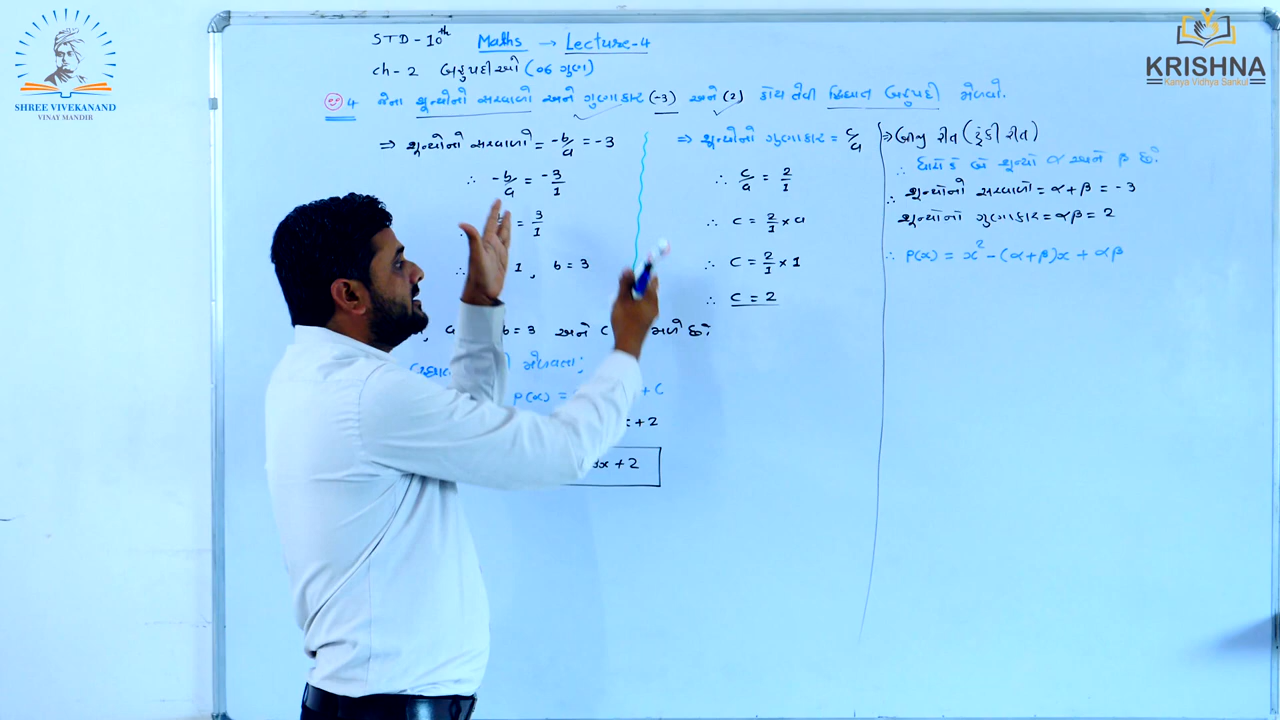 SHREE VIVEKANAND
VINAY MANDIR
KRISHNA
Kanya Vidhya Sankul
STD - 10th Maths → Lecture-4
ch-2 બહુપદીઓ (06 ગુણ)
4 જેના શૂન્યોનો સરવાળો અને ગુણાકાર (-3) અને (2) હોય તેવી દ્વિઘાત બહુપદી મેળવો.
⇒ શૂન્યોનો સરવાળો = -b/a = -3
∴ -b/a = -3/1
= 3/1
1, b = 3
⇒ શૂન્યોનો ગુણાકાર = c/a
∴ c/a = 2/1
∴ c = 2/1 × a
∴ c = 2/1 × 1
∴ c = 2
b = 3 અને c મળે છે.
મેળવતા;
p(x) = + c
x + 2
3x + 2
⇒ બીજી રીત (ટૂંકી રીત)
∴ ધારો કે બે શૂન્યો α અને β છે.
∴ શૂન્યોનો સરવાળો = α + β = -3
શૂન્યોનો ગુણાકાર = αβ = 2
∴ P(x) = x² - (α+β)x + αβ